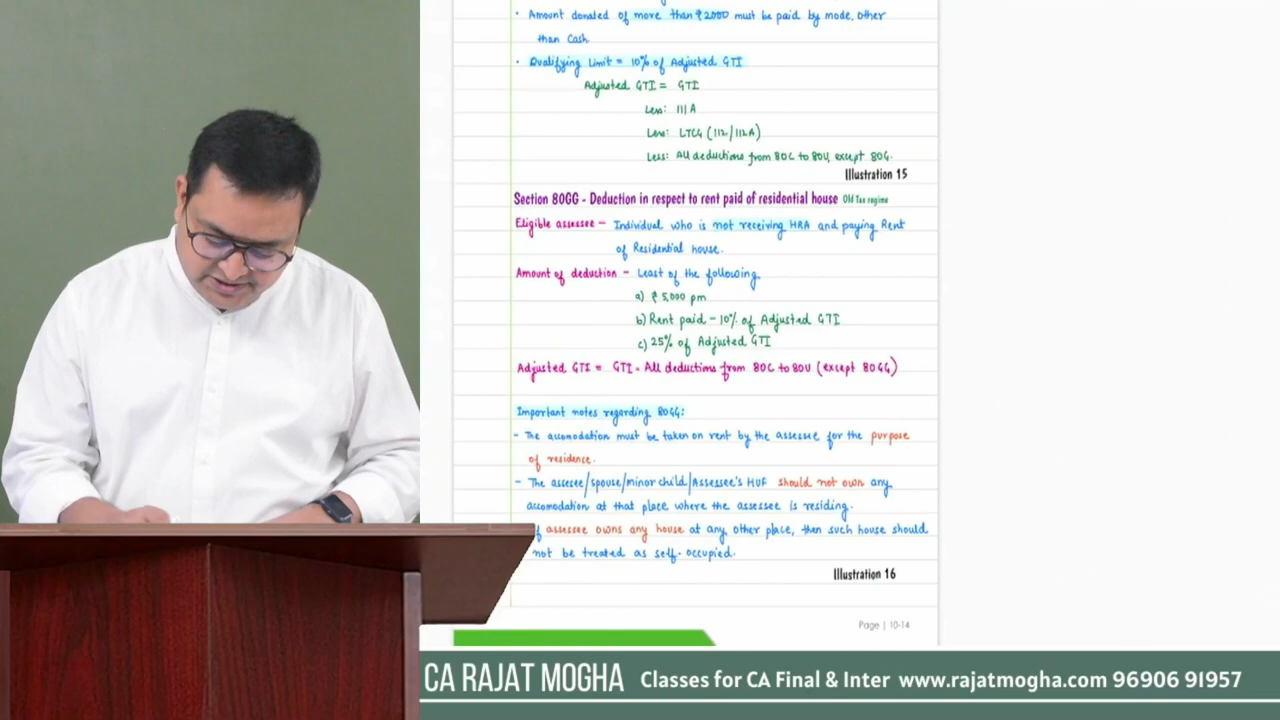 • Amount donated of more than ₹2000 must be paid by mode, other
than Cash
• Qualifying Limit = 10% of Adjusted GTI
Adjusted GTI = GTI
Less: 111A
Less: LTCG (112/112A)
Less: All deductions from 80C to 80U, except 80G.
Illustration 15
Section 80GG - Deduction in respect to rent paid of residential house Old Tax regime
Eligible assessee - Individual who is not receiving HRA and paying Rent
of Residential house.
Amount of deduction - Least of the following
a) ₹ 5,000 pm
b) Rent paid - 10% of Adjusted GTI
c) 25% of Adjusted GTI
Adjusted GTI = GTI - All deductions from 80C to 80U (except 80GG)
Important notes regarding 80GG:
- The accomodation must be taken on rent by the assessee for the purpose
of residence.
- The assesee/spouse/minor child/Assessee's HUF should not own any
accomodation at that place where the assessee is residing.
assessee owns any house at any other place, then such house should
not be treated as self-occupied.
Illustration 16
Page | 10-14
CA RAJAT MOGHA Classes for CA Final & Inter www.rajatmogha.com 96906 91957